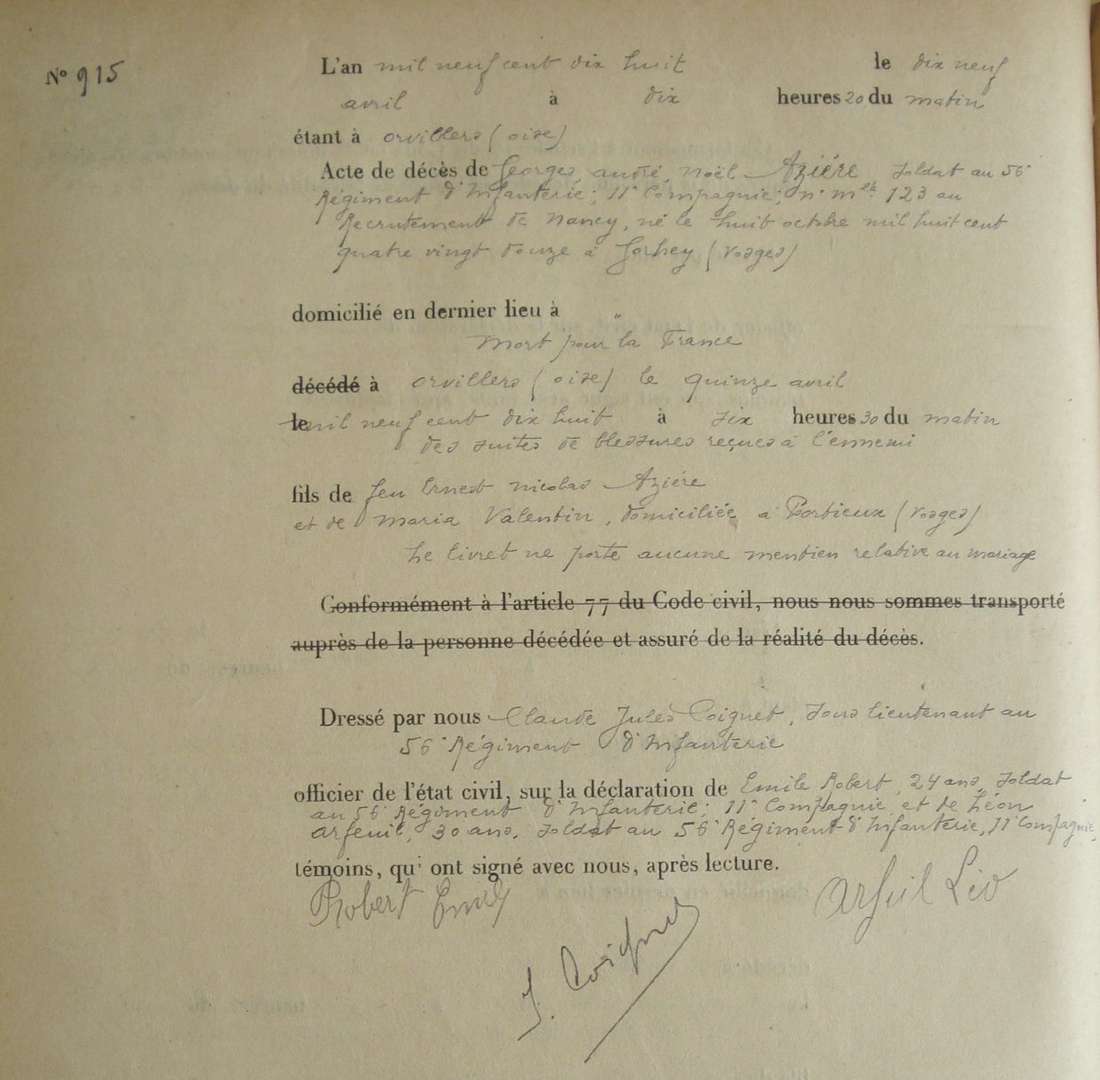 N° 915
L'an mil neuf cent dix huit le dix neuf
avril à dix heures 20 du matin
étant à orvillers (oise)
Acte de décès de Georges, andré, Noël Aziére soldat au 56e
Régiment d'Infanterie; 11e Compagnie; n° mle 123 au
Recrutement de Nancy, né le huit octobre mil huit cent
quatre vingt douze à Gorhey (vosges)
domicilié en dernier lieu à "
Mort pour la France
décédé à orvillers (oise) le quinze avril
le mil neuf cent dix huit à six heures 30 du matin
des suites de blessures reçues à l'ennemi
fils de feu Ernest Nicolas Aziére
et de Maria Valentin, domiciliée à Portieux (vosges)
Le livret ne porte aucune mention relative au mariage
Conformément à l'article 77 du Code civil, nous nous sommes transporté
auprès de la personne décédée et assuré de la réalité du décès.
Dressé par nous Claude Jules Coignet, sous lieutenant au
56e Régiment d'Infanterie
officier de l'état civil, sur la déclaration de Emile Robert, 24 ans, soldat
au 56e Régiment d'Infanterie; 11e Compagnie et de Léon
arfeuil, 30 ans, soldat au 56e Régiment d'Infanterie, 11e Compagnie,
témoins, qui ont signé avec nous, après lecture.
Robert Emile arfeuil Léo
J. Coignet